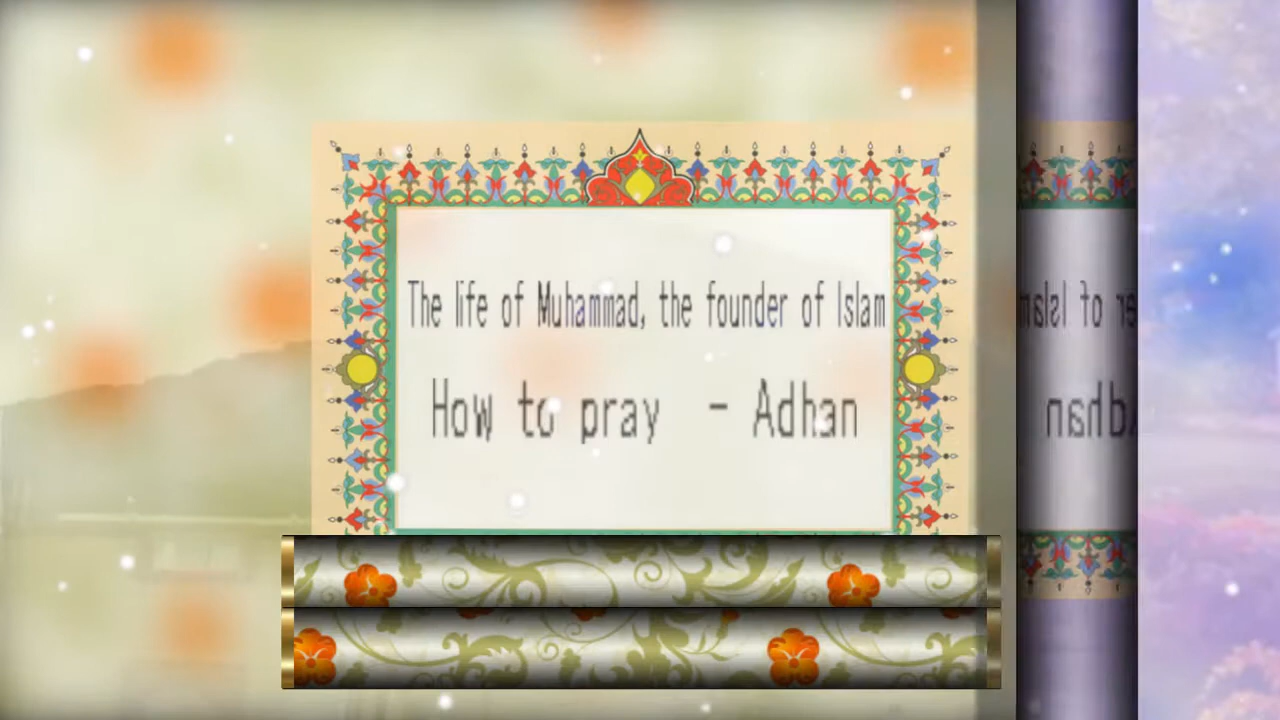 The life of Muhammad, the founder of Islam
How to pray - Adhan